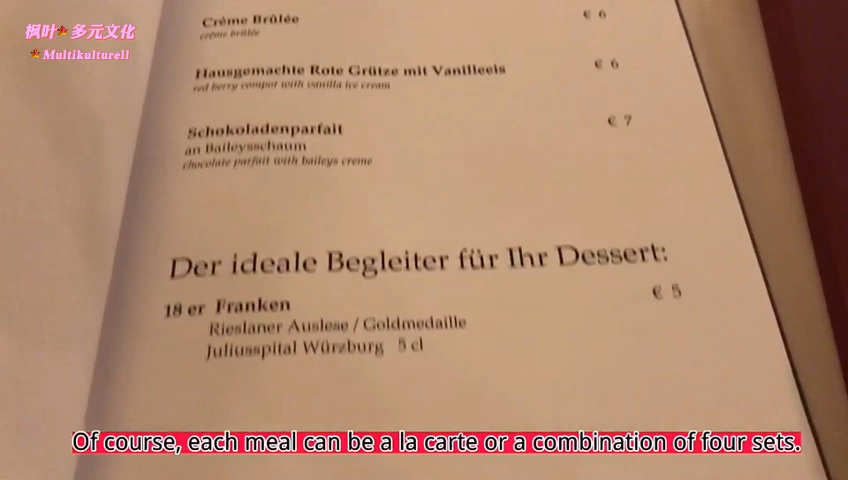 枫叶🍁多元文化
🍁Multikulturell
Crème Brûlée € 6
crème brûlée
Hausgemachte Rote Grütze mit Vanilleeis € 6
red berry compot with vanilla ice cream
Schokoladenparfait € 7
an Baileysschaum
chocolate parfait with baileys creme
Der ideale Begleiter für Ihr Dessert:
18 er Franken € 5
Rieslaner Auslese / Goldmedaille
Juliusspital Würzburg 5 cl
Of course, each meal can be a la carte or a combination of four sets.